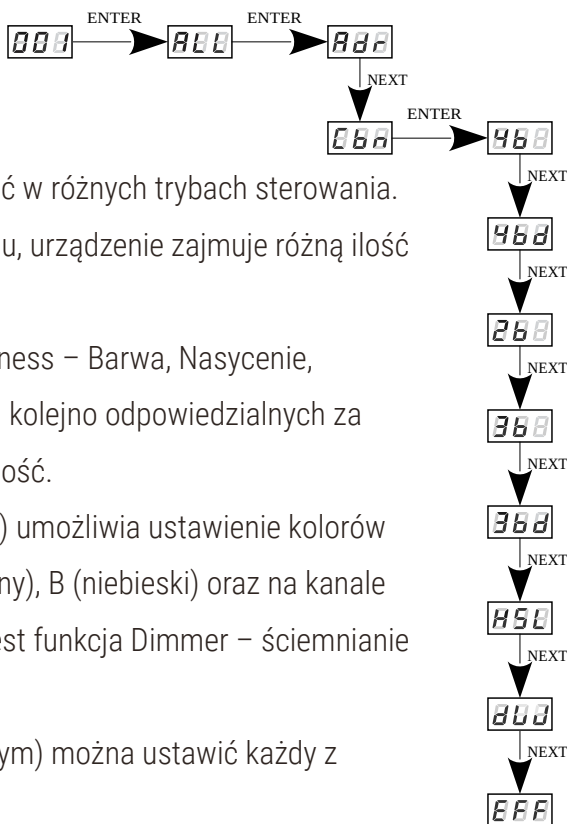 ENTER ENTER
001 ALL Adr
NEXT
ENTER
Cbn 4b
NEXT
ć w różnych trybach sterowania.
4bd
u, urządzenie zajmuje różną ilość
NEXT
2b
ness – Barwa, Nasycenie,
NEXT
kolejno odpowiedzialnych za
3b
ość.
NEXT
) umożliwia ustawienie kolorów
3bd
ny), B (niebieski) oraz na kanale
NEXT
est funkcja Dimmer – ściemnianie
HSL
NEXT
dUJ
ym) można ustawić każdy z
NEXT
EFF